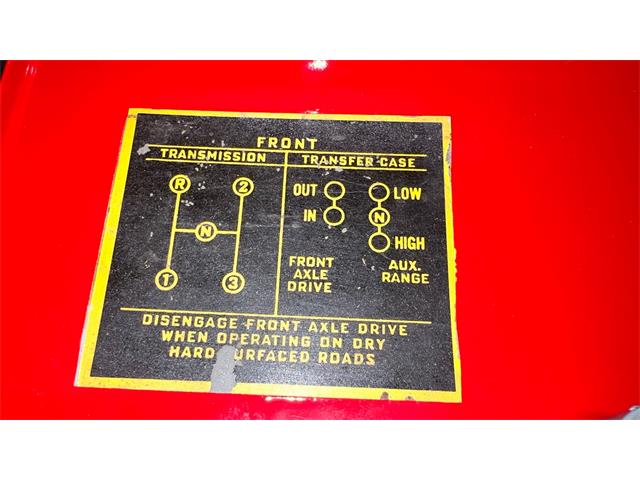 FRONT
TRANSMISSION
TRANSFER CASE
R 2
N
1 3
OUT
IN
FRONT
AXLE
DRIVE
LOW
N
HIGH
AUX.
RANGE
DISENGAGE FRONT AXLE DRIVE
WHEN OPERATING ON DRY
HARD SURFACED ROADS